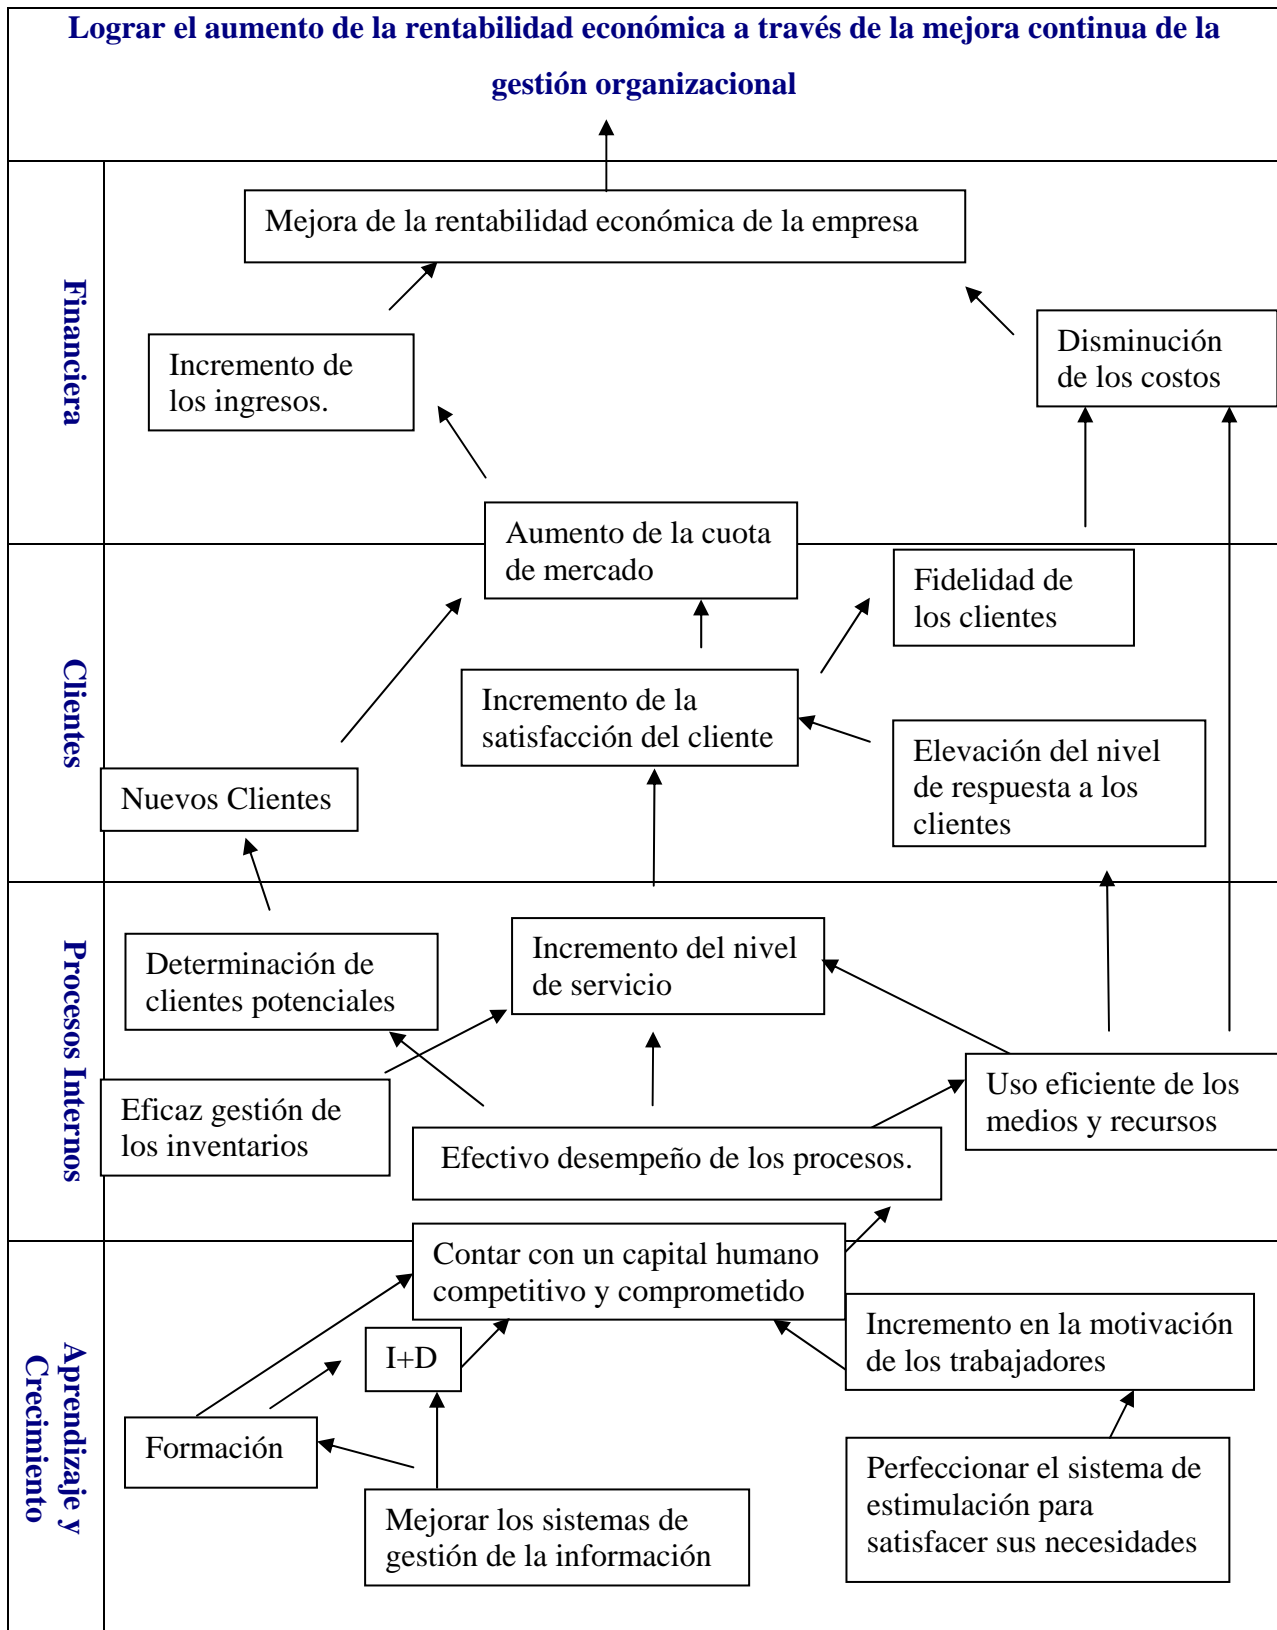 Lograr el aumento de la rentabilidad económica a través de la mejora continua de la
gestión organizacional
Financiera
Mejora de la rentabilidad económica de la empresa
Incremento de
los ingresos.
Disminución
de los costos
Aumento de la cuota
de mercado
Clientes
Fidelidad de
los clientes
Incremento de la
satisfacción del cliente
Elevación del nivel
de respuesta a los
clientes
Nuevos Clientes
Procesos Internos
Determinación de
clientes potenciales
Incremento del nivel
de servicio
Eficaz gestión de
los inventarios
Uso eficiente de los
medios y recursos
Efectivo desempeño de los procesos.
Aprendizaje y
Crecimiento
Contar con un capital humano
competitivo y comprometido
Incremento en la motivación
de los trabajadores
I+D
Formación
Perfeccionar el sistema de
estimulación para
satisfacer sus necesidades
Mejorar los sistemas de
gestión de la información